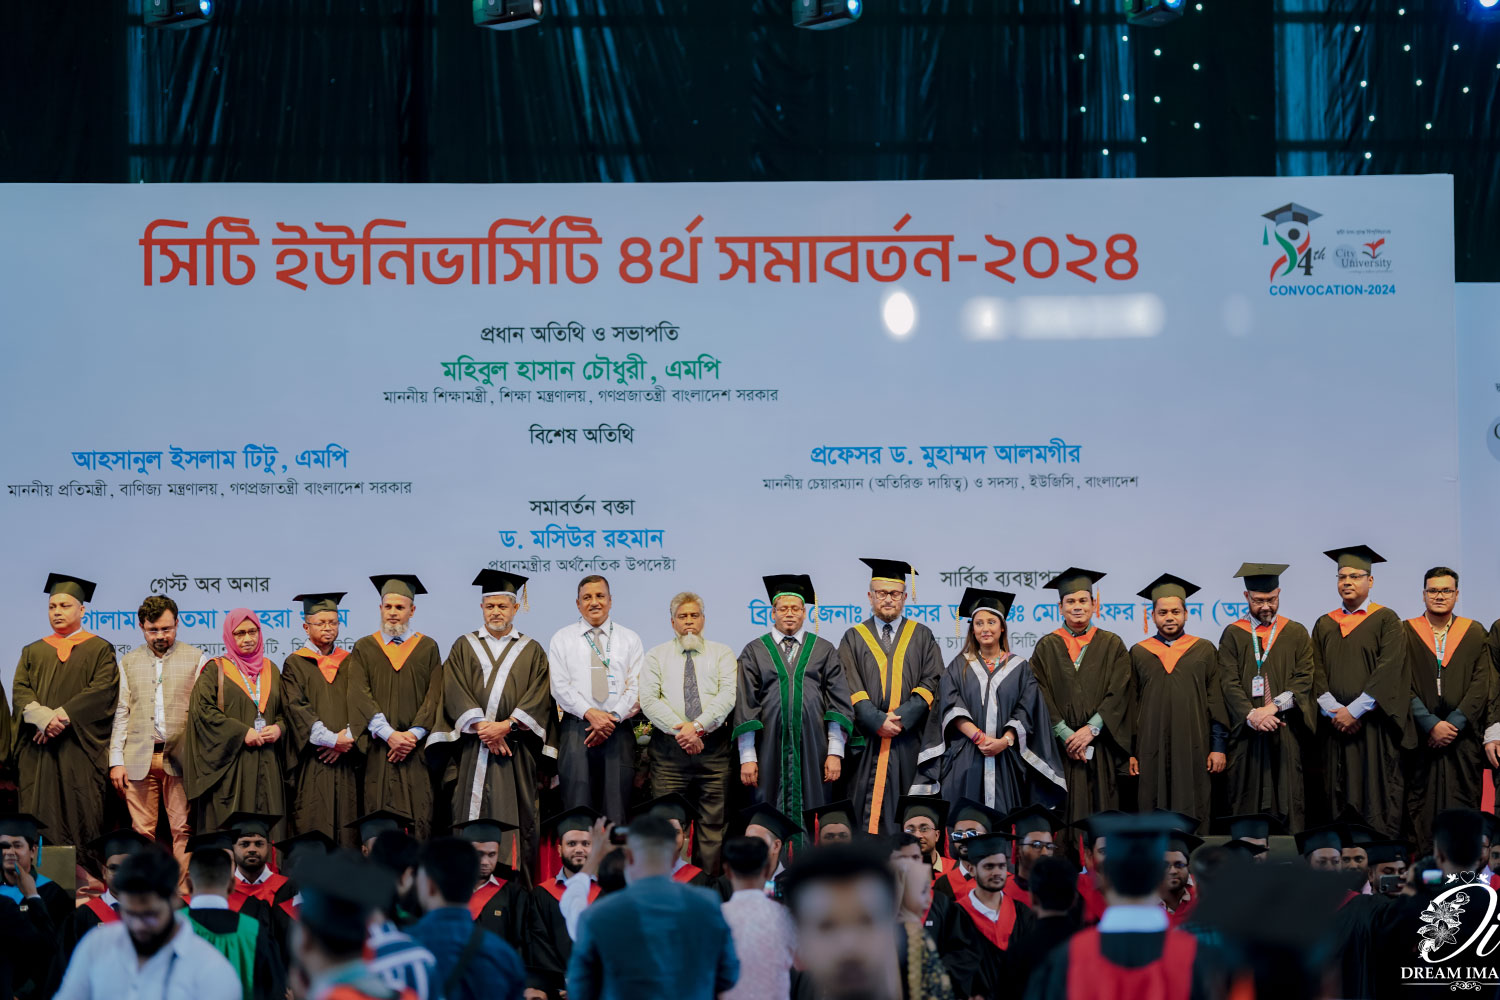 সিটি ইউনিভার্সিটি ৪র্থ সমাবর্তন-২০২৪
4th
City
University
CONVOCATION-2024
প্রধান অতিথি ও সভাপতি
মহিবুল হাসান চৌধুরী, এমপি
মাননীয় শিক্ষামন্ত্রী, শিক্ষা মন্ত্রণালয়, গণপ্রজাতন্ত্রী বাংলাদেশ সরকার
বিশেষ অতিথি
আহসানুল ইসলাম টিটু, এমপি
মাননীয় প্রতিমন্ত্রী, বাণিজ্য মন্ত্রণালয়, গণপ্রজাতন্ত্রী বাংলাদেশ সরকার
প্রফেসর ড. মুহাম্মদ আলমগীর
মাননীয় চেয়ারম্যান (অতিরিক্ত দায়িত্ব) ও সদস্য, ইউজিসি, বাংলাদেশ
সমাবর্তন বক্তা
ড. মসিউর রহমান
প্রধানমন্ত্রীর অর্থনৈতিক উপদেষ্টা
গেস্ট অব অনার
সার্বিক
DREAM